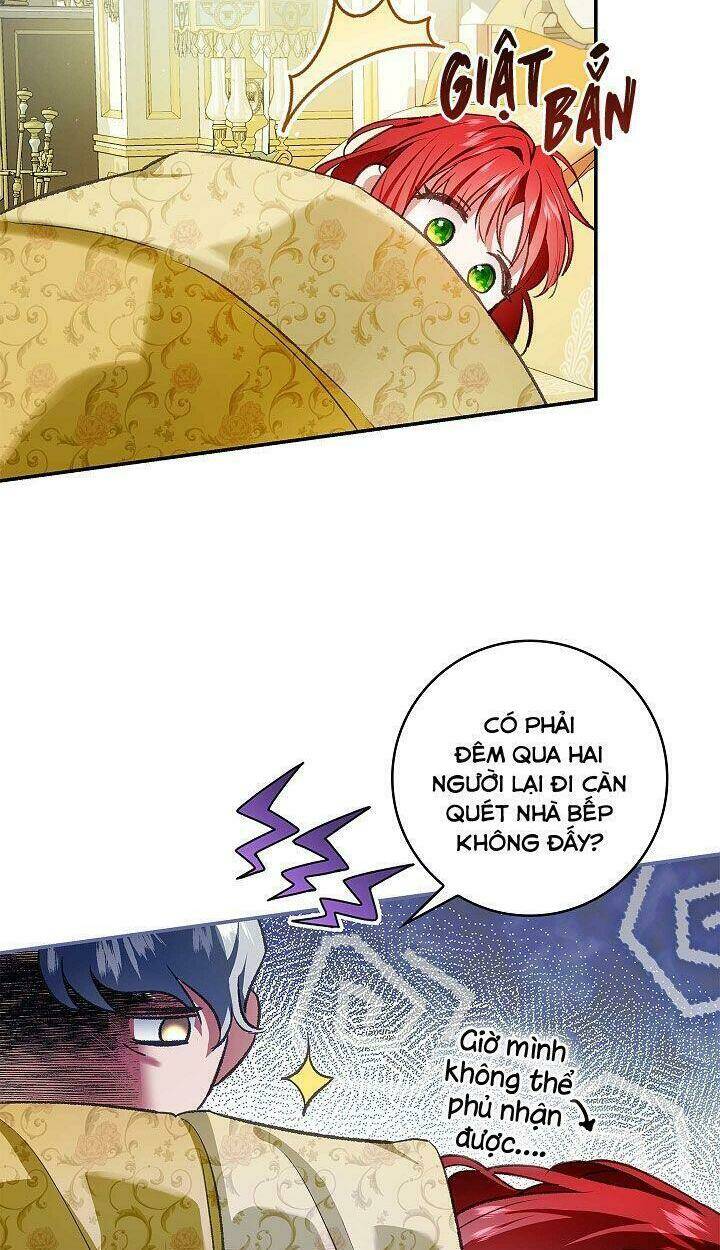 GIẬT
BẮN
CÓ PHẢI
ĐÊM QUA HAI
NGƯỜI LẠI ĐI CÀN
QUÉT NHÀ BẾP
KHÔNG ĐẤY?
Giờ mình
không thể
phủ nhận
được....